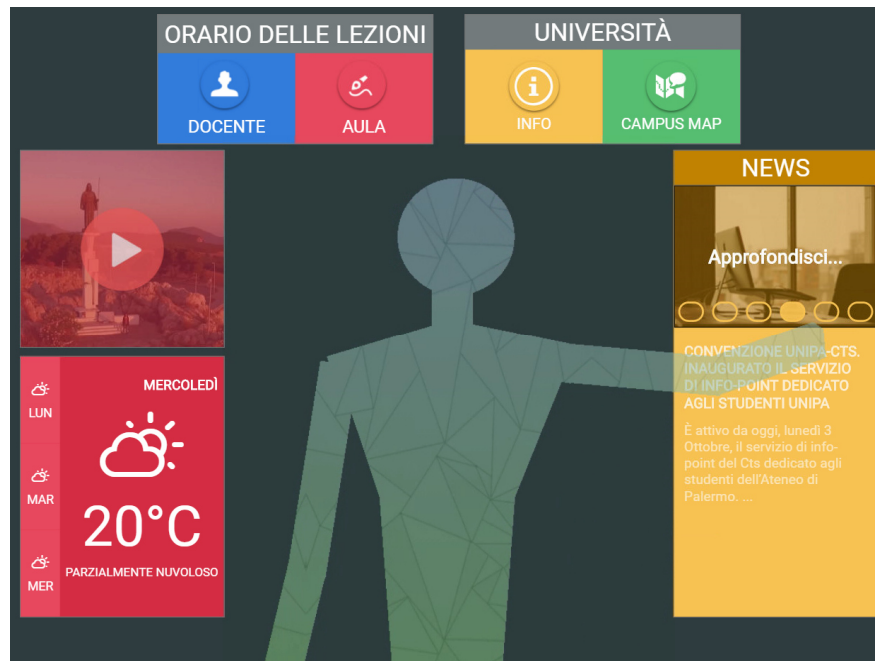 ORARIO DELLE LEZIONI
DOCENTE
AULA
UNIVERSITÀ
INFO
CAMPUS MAP
LUN
MAR
MER
MERCOLEDÌ
20°C
PARZIALMENTE NUVOLOSO
NEWS
Approfondisci...
CONVENZIONE UNIPA-CTS.
INAUGURATO IL SERVIZIO
DI INFO-POINT DEDICATO
AGLI STUDENTI UNIPA
È attivo da oggi, lunedì 3
Ottobre, il servizio di info-
point del Cts dedicato agli
studenti dell'Ateneo di
Palermo. ...